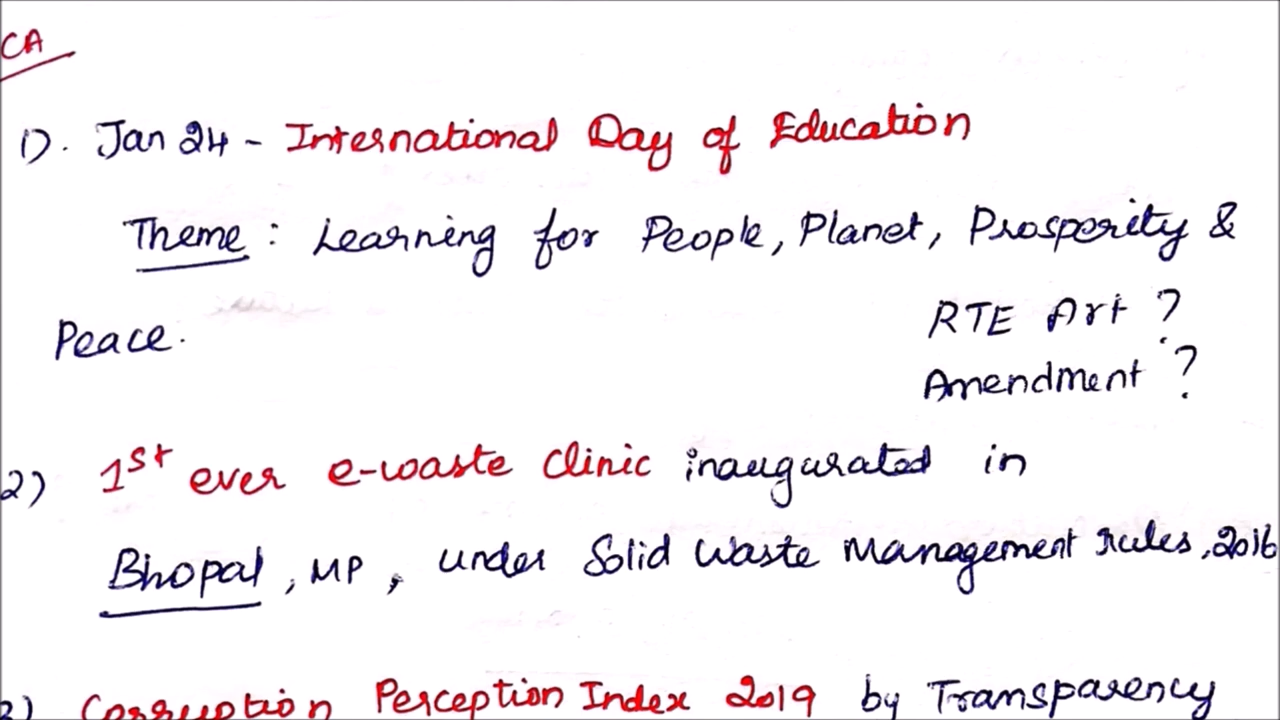 CA
1). Jan 24 - International Day of Education
Theme : Learning for People, Planet, Prosperity &
Peace.
RTE Art ?
Amendment ?
2) 1st ever e-waste clinic inaugurated in
Bhopal, MP, under Solid Waste Management rules, 2016
3) Corruption Perception Index 2019 by Transparency